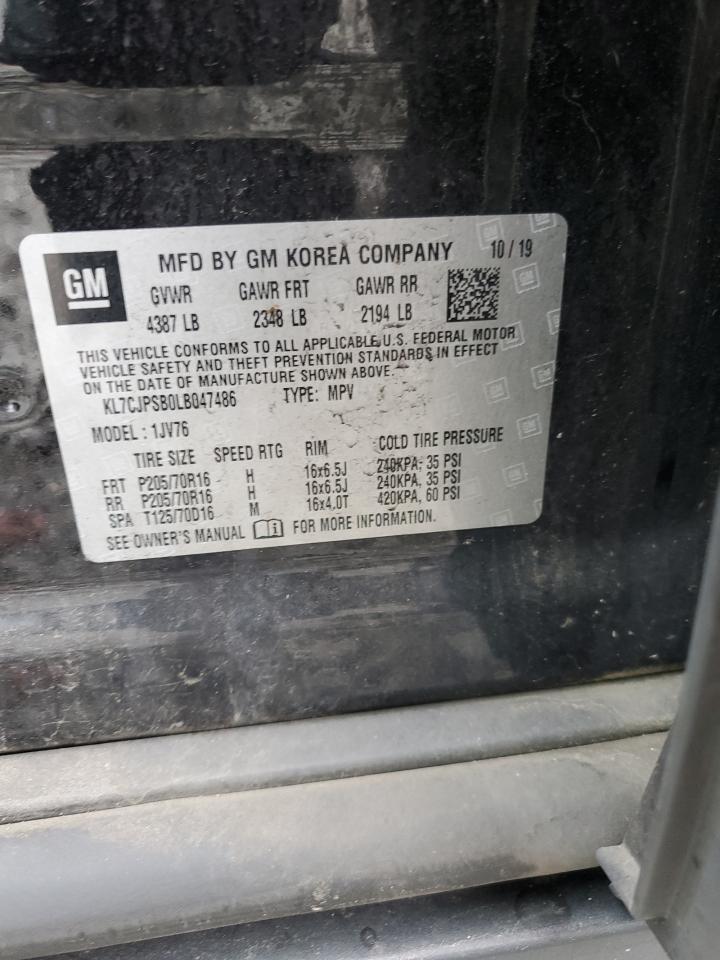 GM
MFD BY GM KOREA COMPANY 10/19
GVWR GAWR FRT GAWR RR
4387 LB 2348 LB 2194 LB
THIS VEHICLE CONFORMS TO ALL APPLICABLE U.S. FEDERAL MOTOR
VEHICLE SAFETY AND THEFT PREVENTION STANDARDS IN EFFECT
ON THE DATE OF MANUFACTURE SHOWN ABOVE.
KL7CJPSB0LB047486 TYPE: MPV
MODEL : 1JV76
TIRE SIZE SPEED RTG RIM COLD TIRE PRESSURE
FRT P205/70R16 H 16x6.5J 240KPA, 35 PSI
RR P205/70R16 H 16x6.5J 240KPA, 35 PSI
SPA T125/70D16 M 16x4.0T 420KPA, 60 PSI
SEE OWNER'S MANUAL FOR MORE INFORMATION.